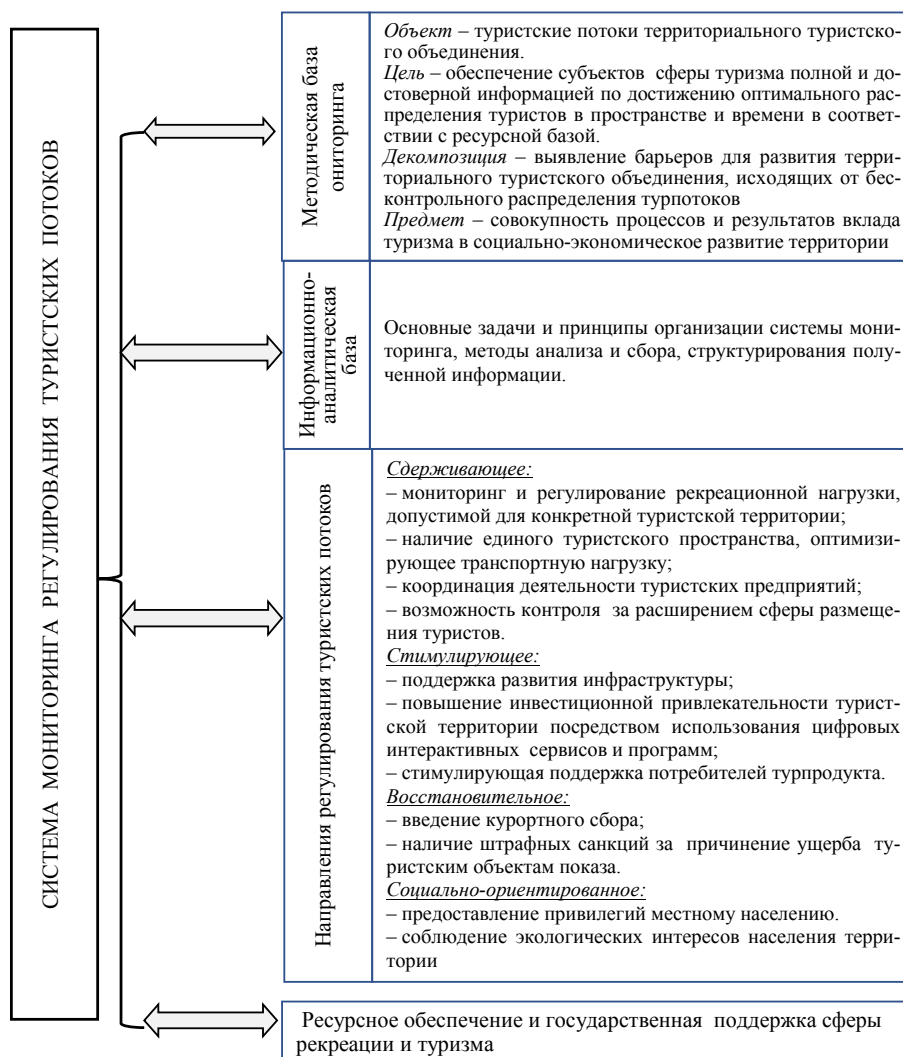 СИСТЕМА МОНИТОРИНГА РЕГУЛИРОВАНИЯ ТУРИСТСКИХ ПОТОКОВ
Методическая база
ониторинга
Объект – туристские потоки территориального туристско-
го объединения.
Цель – обеспечение субъектов сферы туризма полной и до-
стоверной информацией по достижению оптимального рас-
пределения туристов в пространстве и времени в соответ-
ствии с ресурсной базой.
Декомпозиция – выявление барьеров для развития терри-
ториального туристского объединения, исходящих от бес-
контрольного распределения турпотоков
Предмет – совокупность процессов и результатов вклада
туризма в социально-экономическое развитие территории
Информационно-
аналитическая
база
Основные задачи и принципы организации системы мони-
торинга, методы анализа и сбора, структурирования полу-
ченной информации.
Направления регулирования туристских потоков
Сдерживающее:
– мониторинг и регулирование рекреационной нагрузки,
допустимой для конкретной туристской территории;
– наличие единого туристского пространства, оптимизи-
рующее транспортную нагрузку;
– координация деятельности туристских предприятий;
– возможность контроля за расширением сферы размеще-
ния туристов.
Стимулирующее:
– поддержка развития инфраструктуры;
– повышение инвестиционной привлекательности турист-
ской территории посредством использования цифровых
интерактивных сервисов и программ;
– стимулирующая поддержка потребителей турпродукта.
Восстановительное:
– введение курортного сбора;
– наличие штрафных санкций за причинение ущерба ту-
ристским объектам показа.
Социально-ориентированное:
– предоставление привилегий местному населению.
– соблюдение экологических интересов населения терри-
тории
Ресурсное обеспечение и государственная поддержка сферы
рекреации и туризма